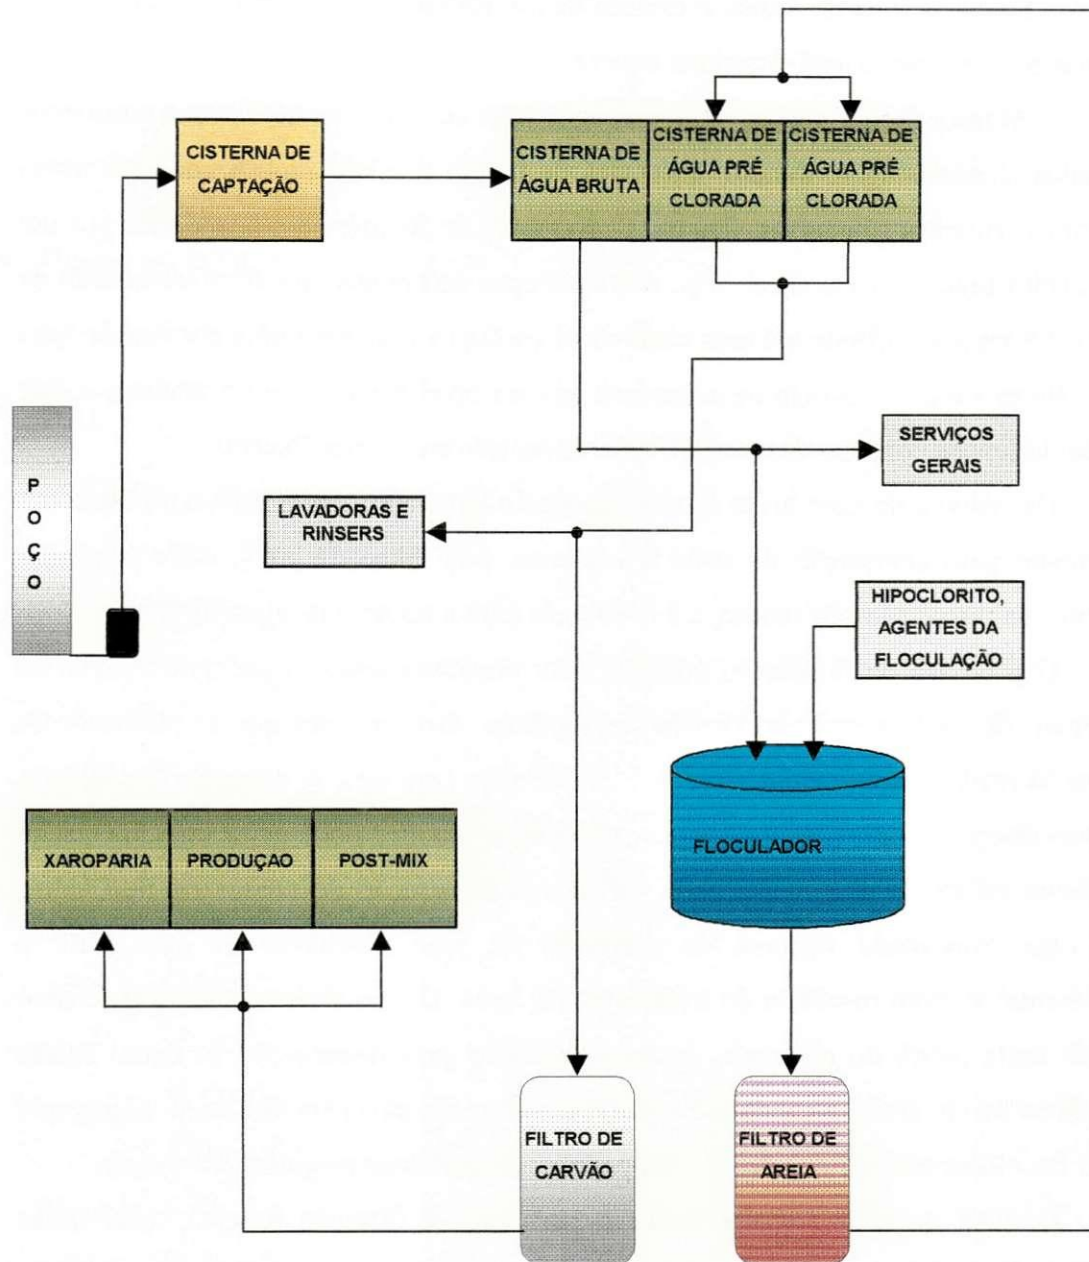 CISTERNA DE
CAPTAÇÃO
CISTERNA DE
ÁGUA BRUTA
CISTERNA DE
ÁGUA PRÉ
CLORADA
CISTERNA DE
ÁGUA PRÉ
CLORADA
P
O
Ç
O
SERVIÇOS
GERAIS
LAVADORAS E
RINSERS
HIPOCLORITO,
AGENTES DA
FLOCULAÇÃO
XAROPARIA
PRODUÇAO
POST-MIX
FLOCULADOR
FILTRO DE
CARVÃO
FILTRO DE
AREIA